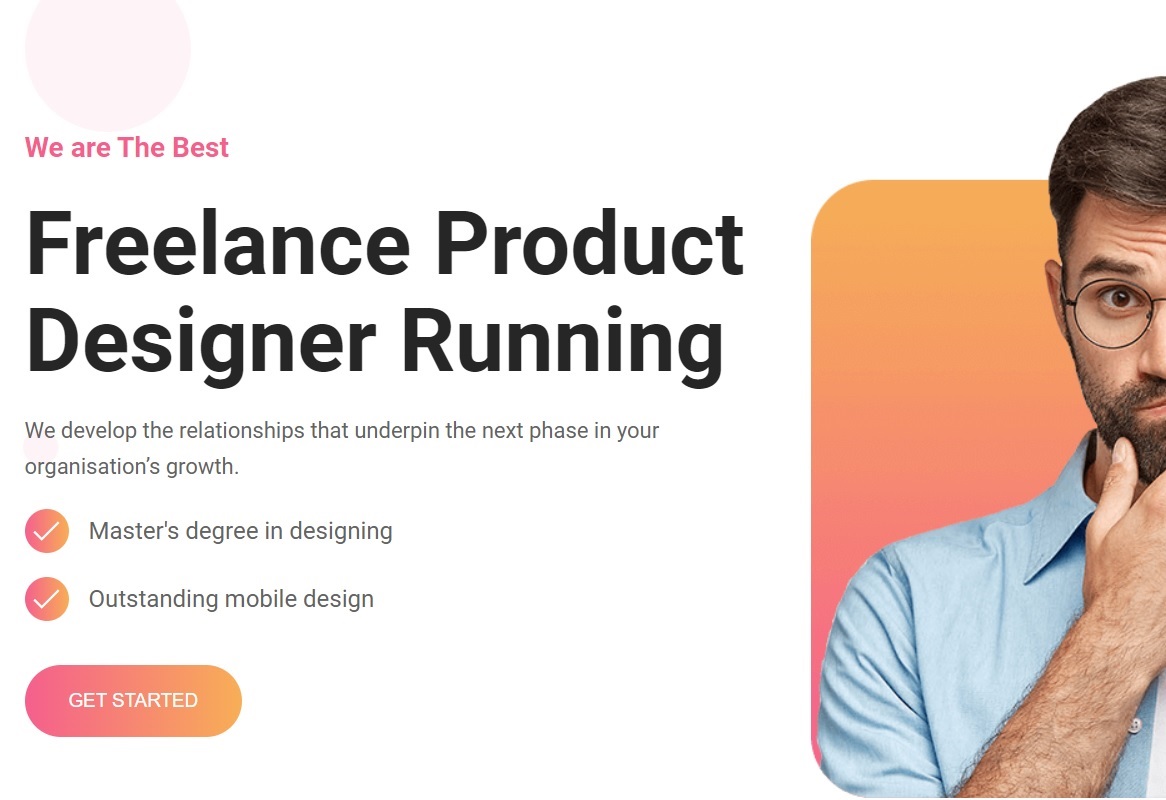 We are The Best
Freelance Product
Designer Running
We develop the relationships that underpin the next phase in your
organisation’s growth.
Master's degree in designing
Outstanding mobile design
GET STARTED